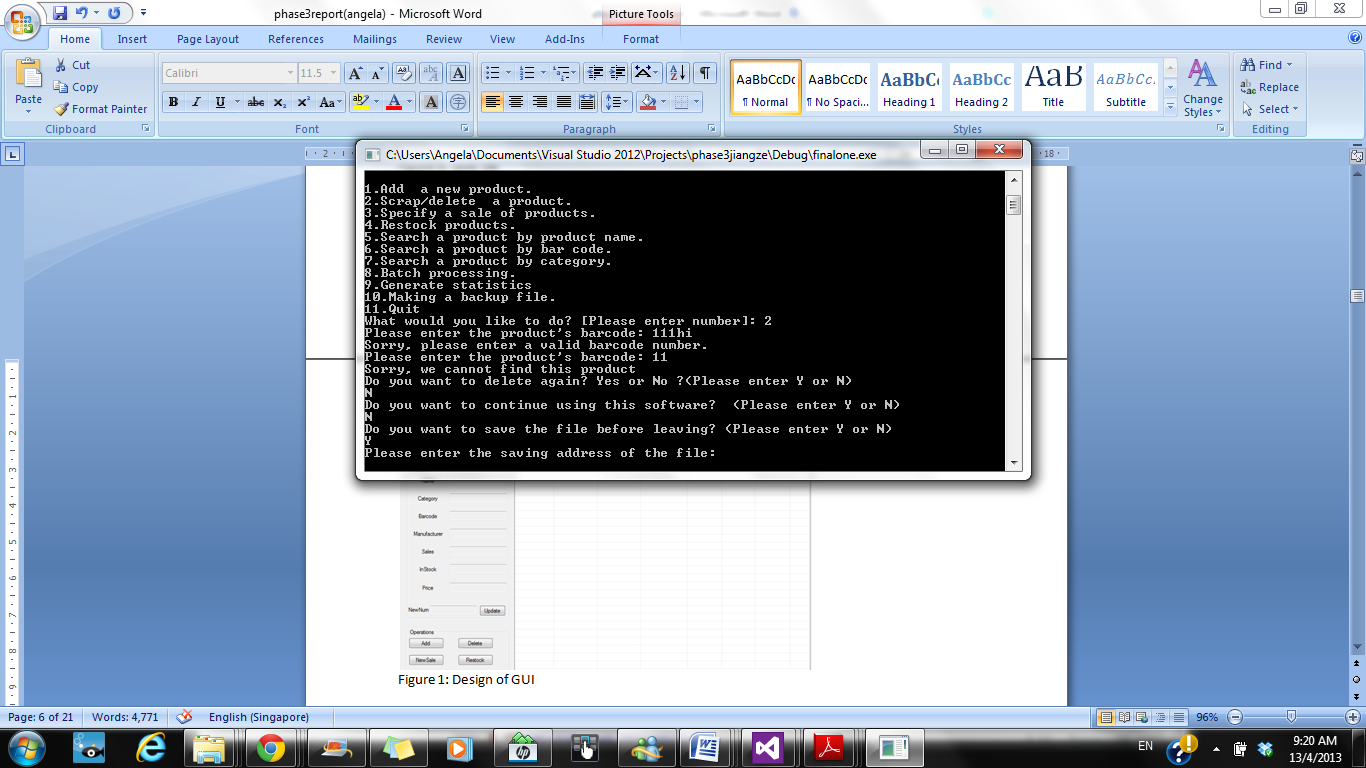 phase3report(angela) - Microsoft Word
Picture Tools
Home Insert Page Layout References Mailings Review View Add-Ins Format
Paste
Cut
Copy
Format Painter
Clipboard
Calibri 11.5
Font
Paragraph
AaBbCcDc AaBbCcDc AaBbC AaBbCc AaB AaBbCc.
¶ Normal ¶ No Spaci... Heading 1 Heading 2 Title Subtitle
Change Styles
Styles
Find
Replace
Select
Editing
2
18
C:\Users\Angela\Documents\Visual Studio 2012\Projects\phase3jiangze\Debug\finalone.exe
1.Add  a new product.
2.Scrap/delete  a product.
3.Specify a sale of products.
4.Restock products.
5.Search a product by product name.
6.Search a product by bar code.
7.Search a product by category.
8.Batch processing.
9.Generate statistics
10.Making a backup file.
11.Quit
What would you like to do? [Please enter number]: 2
Please enter the product's barcode: 111hi
Sorry, please enter a valid barcode number.
Please enter the product's barcode: 11
Sorry, we cannot find this product
Do you want to delete again? Yes or No ?(Please enter Y or N)
N
Do you want to continue using this software?  (Please enter Y or N)
N
Do you want to save the file before leaving? (Please enter Y or N)
Y
Please enter the saving address of the file:
Category
Barcode
Manufacturer
Sales
InStock
Price
NewNum Update
Operations
Add Delete
NewSale Restock
Figure 1: Design of GUI
Page: 6 of 21 Words: 4,771 English (Singapore) 96%
EN
9:20 AM
13/4/2013